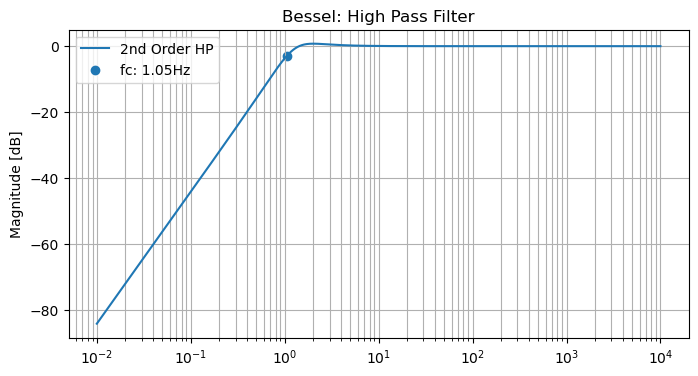 Bessel: High Pass Filter
2nd Order HP
fc: 1.05Hz
Magnitude [dB]
0
−20
−40
−60
−80
10⁻² 10⁻¹ 10⁰ 10¹ 10² 10³ 10⁴